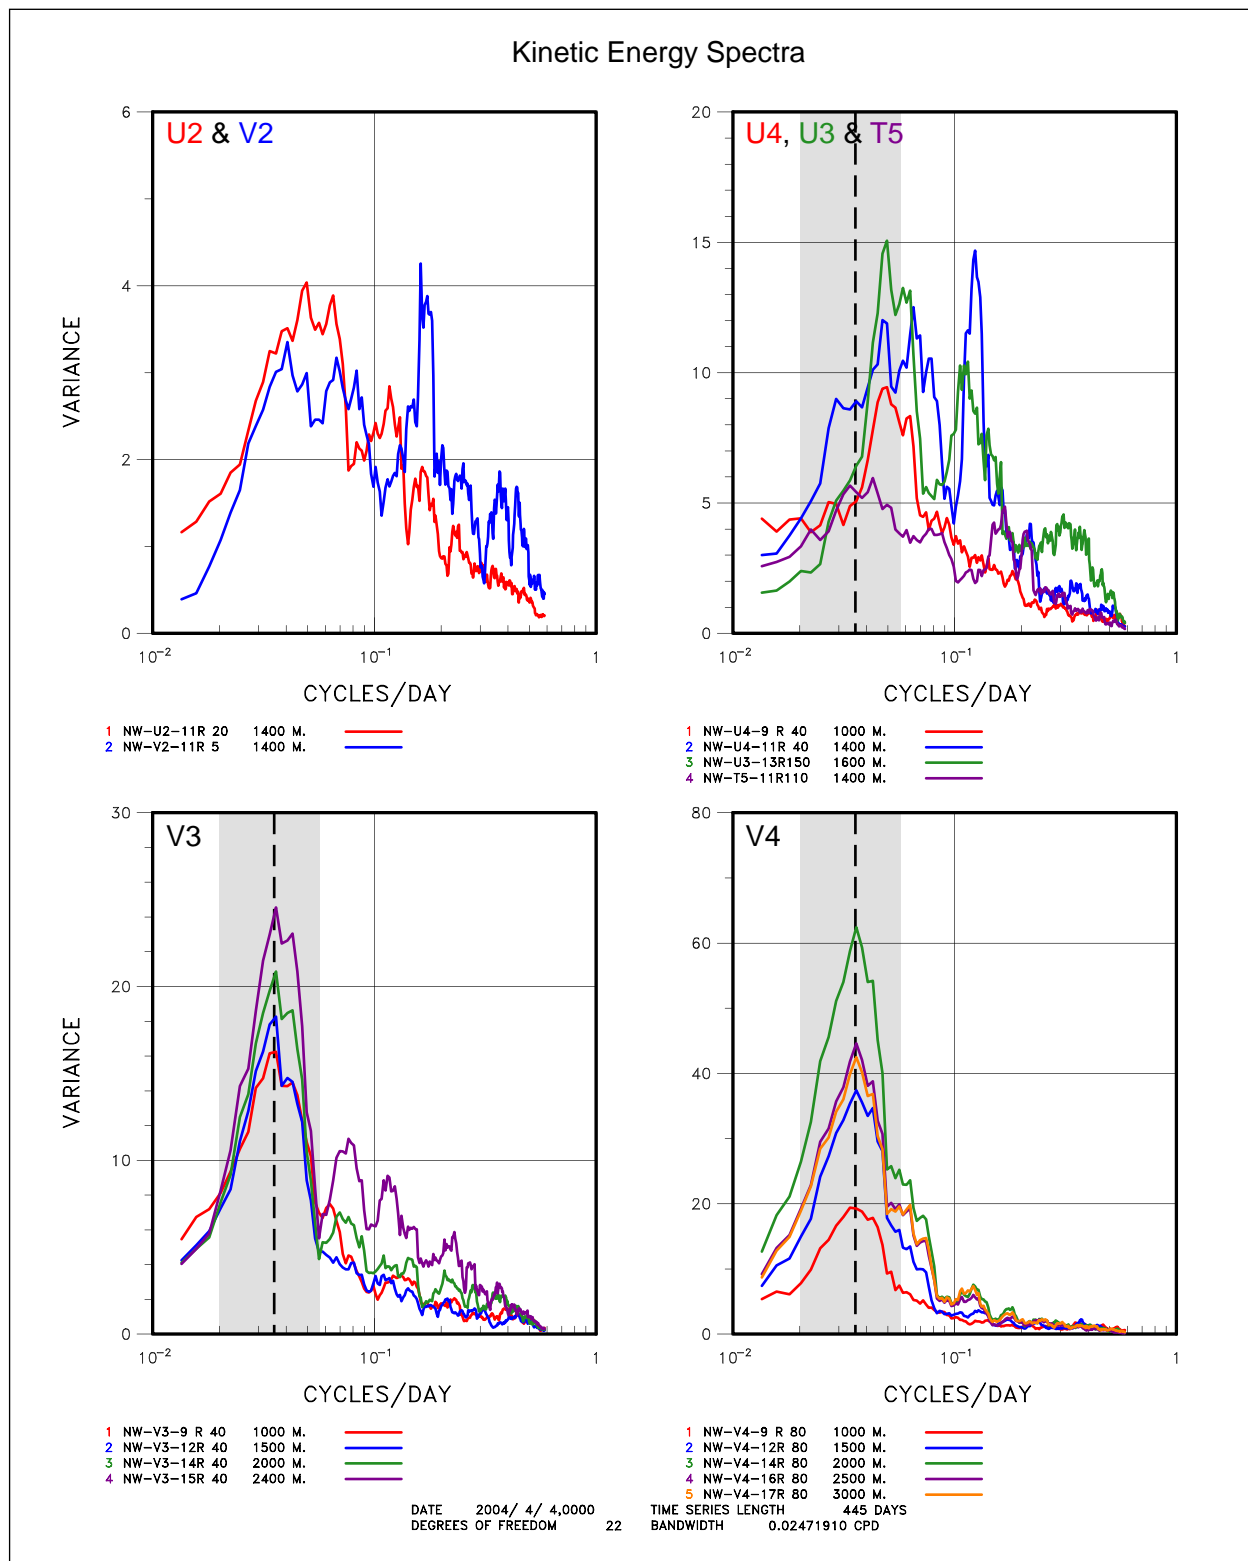 Kinetic Energy Spectra
U2 & V2
6
4
2
0
VARIANCE
10-2
10-1
1
CYCLES/DAY
1 NW-U2-11R 20 1400 M.
2 NW-V2-11R 5 1400 M.
U4, U3 & T5
20
15
10
5
0
10-2
10-1
1
CYCLES/DAY
1 NW-U4-9 R 40 1000 M.
2 NW-U4-11R 40 1400 M.
3 NW-U3-13R150 1600 M.
4 NW-T5-11R110 1400 M.
V3
30
20
10
0
VARIANCE
10-2
10-1
1
CYCLES/DAY
1 NW-V3-9 R 40 1000 M.
2 NW-V3-12R 40 1500 M.
3 NW-V3-14R 40 2000 M.
4 NW-V3-15R 40 2400 M.
V4
80
60
40
20
0
10-2
10-1
1
CYCLES/DAY
1 NW-V4-9 R 80 1000 M.
2 NW-V4-12R 80 1500 M.
3 NW-V4-14R 80 2000 M.
4 NW-V4-16R 80 2500 M.
5 NW-V4-17R 80 3000 M.
DATE 2004/ 4/ 4,0000 TIME SERIES LENGTH 445 DAYS
DEGREES OF FREEDOM 22 BANDWIDTH 0.02471910 CPD